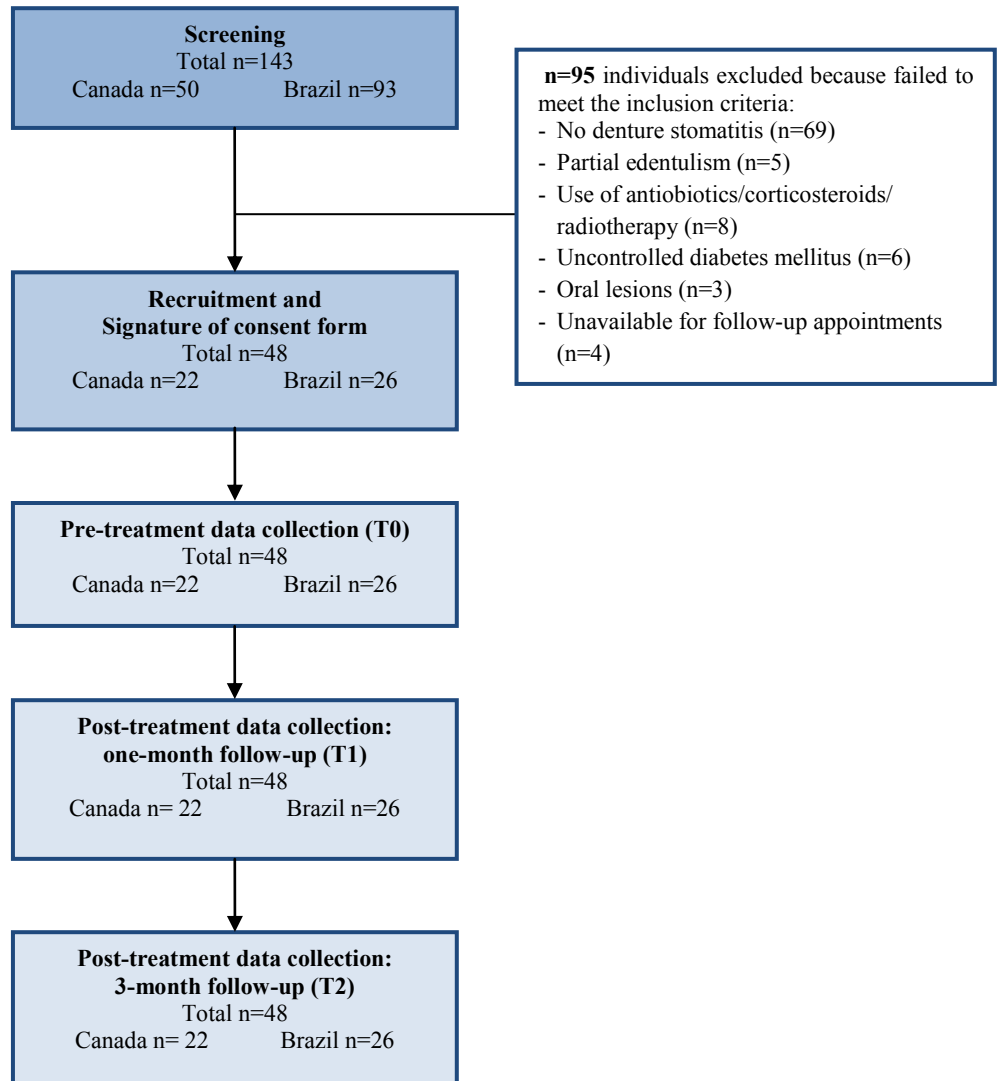 Screening
Total n=143
Canada n=50 Brazil n=93
n=95 individuals excluded because failed to
meet the inclusion criteria:
- No denture stomatitis (n=69)
- Partial edentulism (n=5)
- Use of antiobiotics/corticosteroids/
radiotherapy (n=8)
- Uncontrolled diabetes mellitus (n=6)
- Oral lesions (n=3)
- Unavailable for follow-up appointments
(n=4)
Recruitment and
Signature of consent form
Total n=48
Canada n=22 Brazil n=26
Pre-treatment data collection (T0)
Total n=48
Canada n=22 Brazil n=26
Post-treatment data collection:
one-month follow-up (T1)
Total n=48
Canada n= 22 Brazil n=26
Post-treatment data collection:
3-month follow-up (T2)
Total n=48
Canada n= 22 Brazil n=26